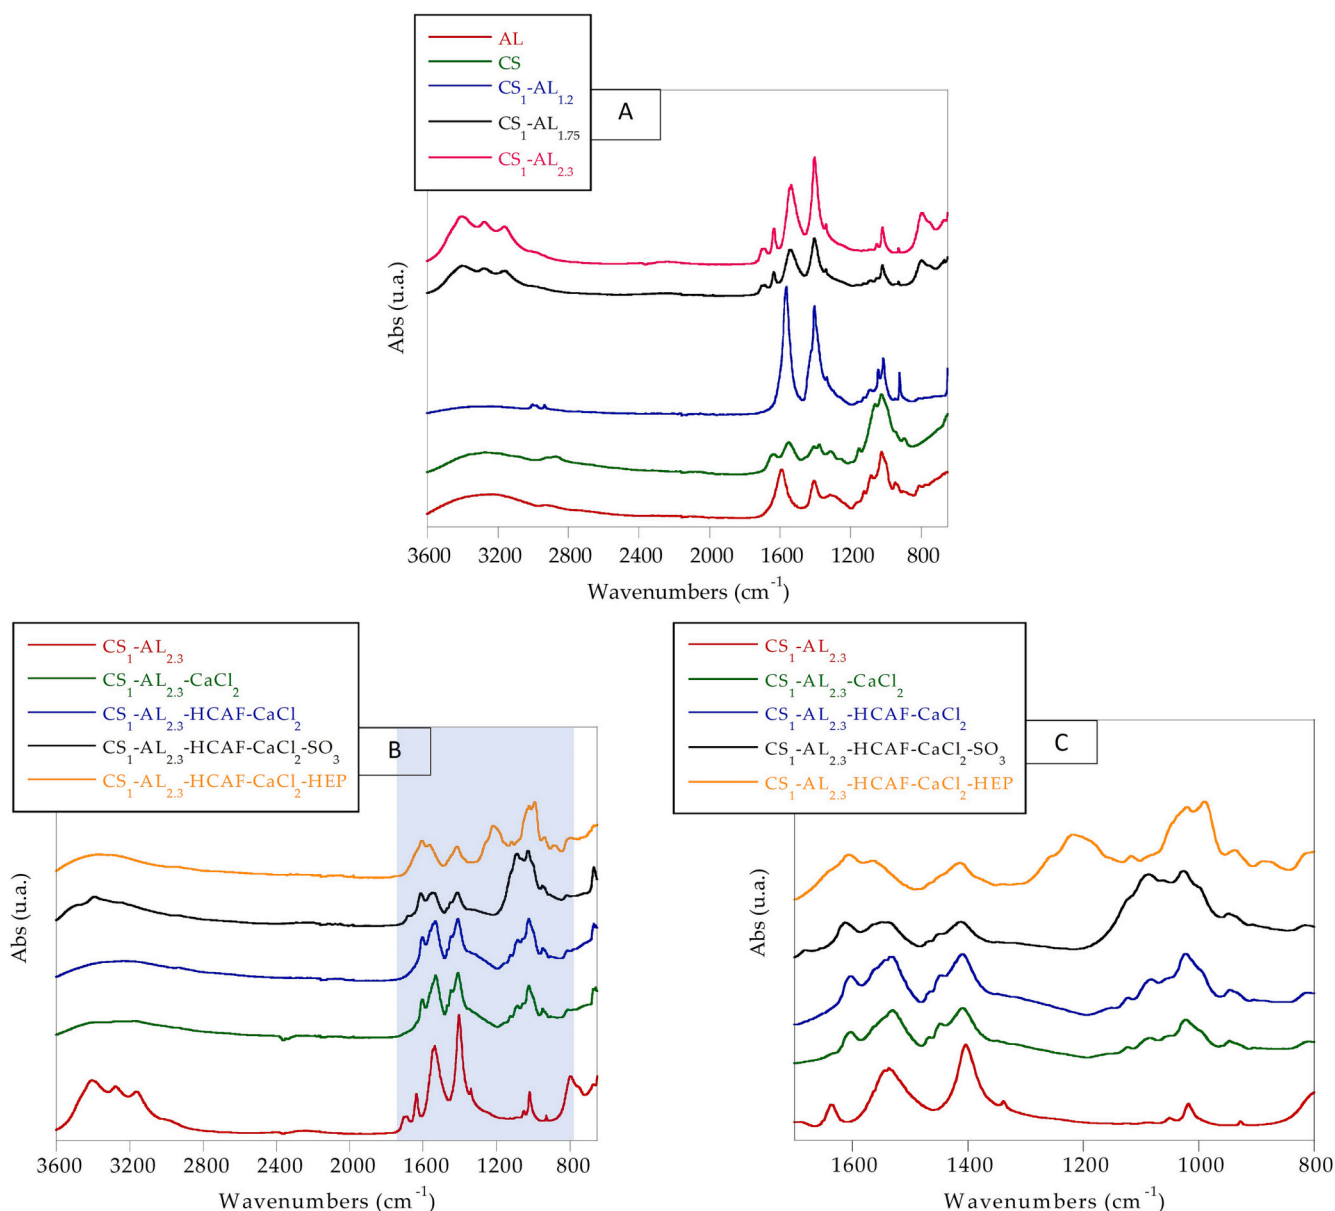 AL
CS
CS₁-AL₁.₂
CS₁-AL₁.₇₅
CS₁-AL₂.₃
A
Abs (u.a.)
3600 3200 2800 2400 2000 1600 1200 800
Wavenumbers (cm⁻¹)
CS₁-AL₂.₃
CS₁-AL₂.₃-CaCl₂
CS₁-AL₂.₃-HCAF-CaCl₂
CS₁-AL₂.₃-HCAF-CaCl₂-SO₃
CS₁-AL₂.₃-HCAF-CaCl₂-HEP
B
Abs (u.a.)
3600 3200 2800 2400 2000 1600 1200 800
Wavenumbers (cm⁻¹)
CS₁-AL₂.₃
CS₁-AL₂.₃-CaCl₂
CS₁-AL₂.₃-HCAF-CaCl₂
CS₁-AL₂.₃-HCAF-CaCl₂-SO₃
CS₁-AL₂.₃-HCAF-CaCl₂-HEP
C
Abs (u.a.)
1600 1400 1200 1000 800
Wavenumbers (cm⁻¹)